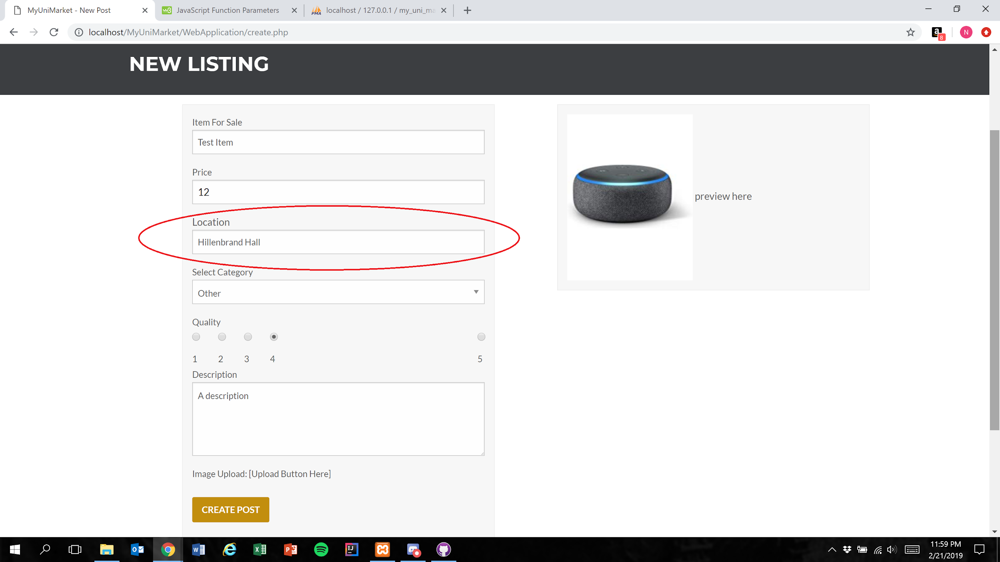 MyUniMarket - New Post
JavaScript Function Parameters
PMA
localhost / 127.0.0.1 / my_uni_ma
localhost/MyUniMarket/WebApplication/create.php
8
N
NEW LISTING
Item For Sale
Test Item
Price
12
preview here
Location
Hillenbrand Hall
Select Category
Other
Quality
1 2 3 4 5
Description
A description
Image Upload: [Upload Button Here]
CREATE POST
11:59 PM
2/21/2019